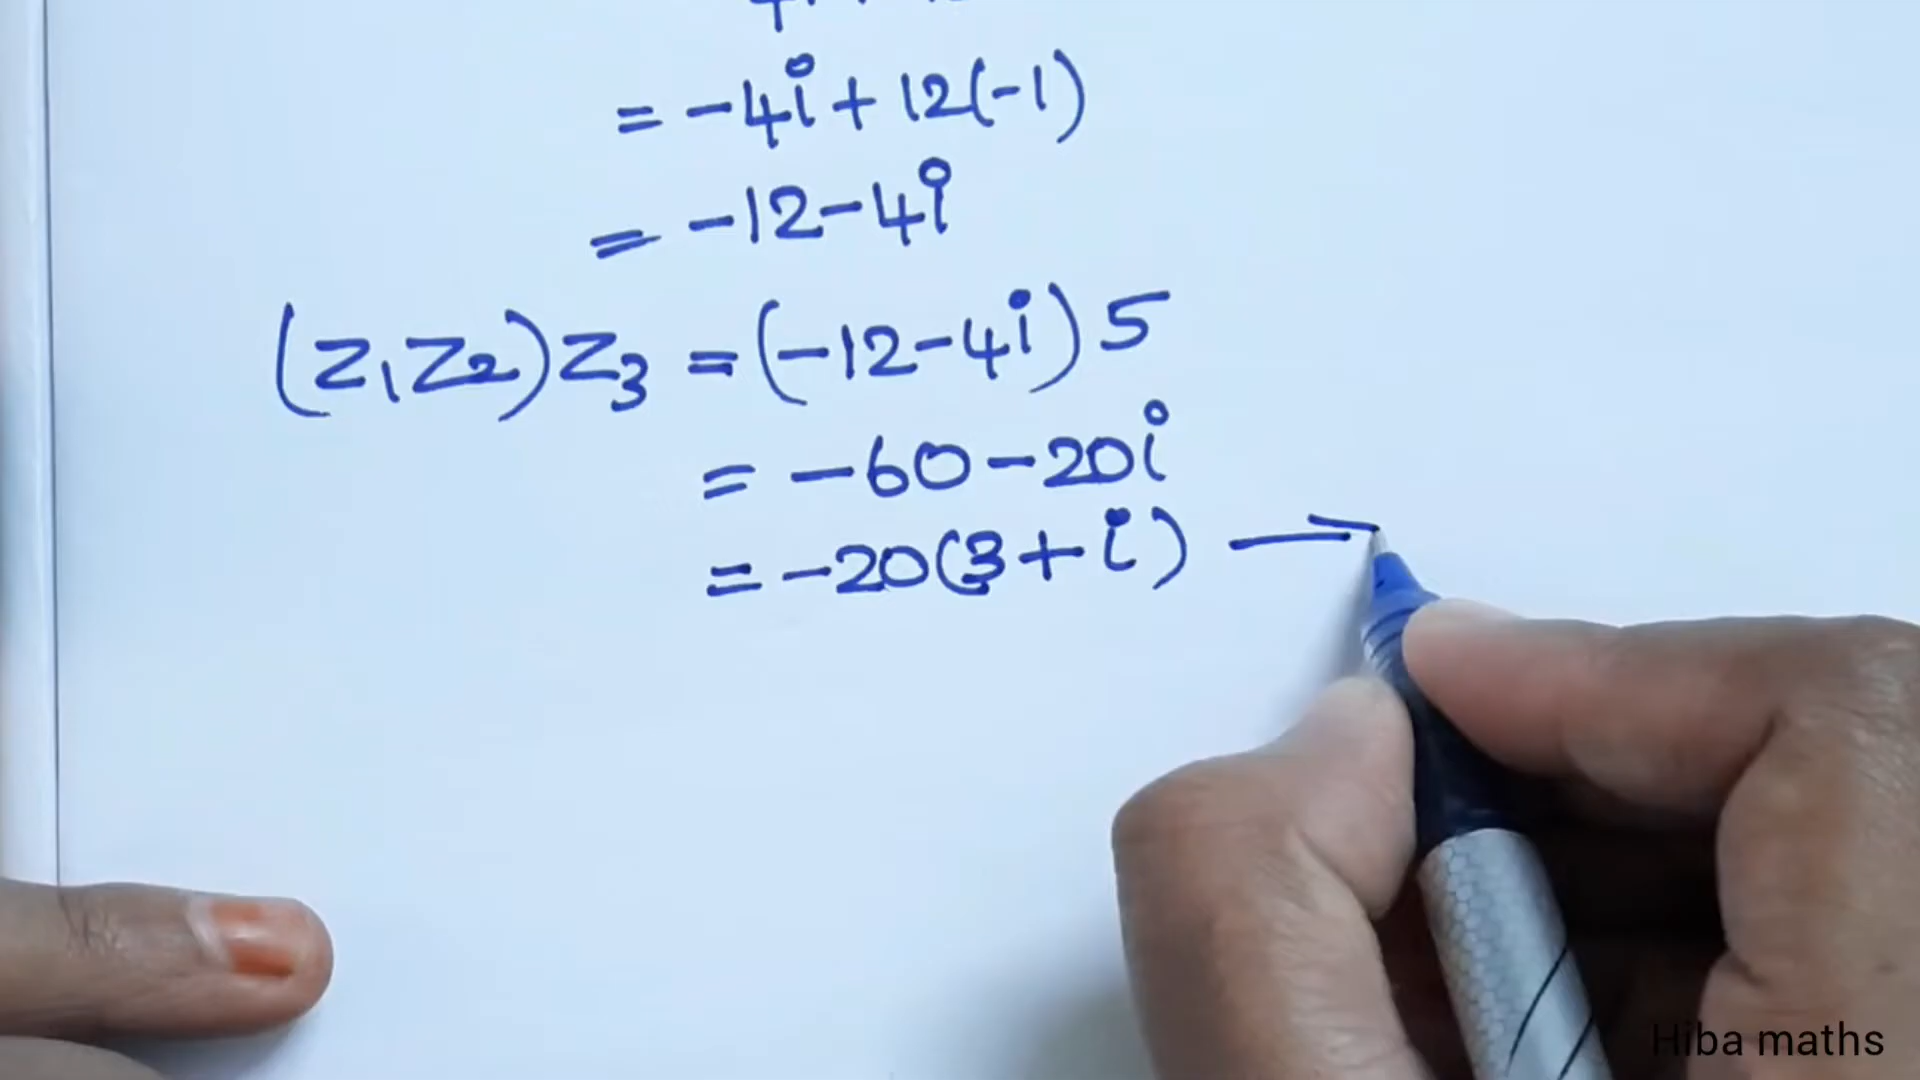 = -4i + 12(-1)
= -12-4i
(z₁z₂)z₃ = (-12-4i)5
= -60-20i
= -20(3+i) →
Hiba maths